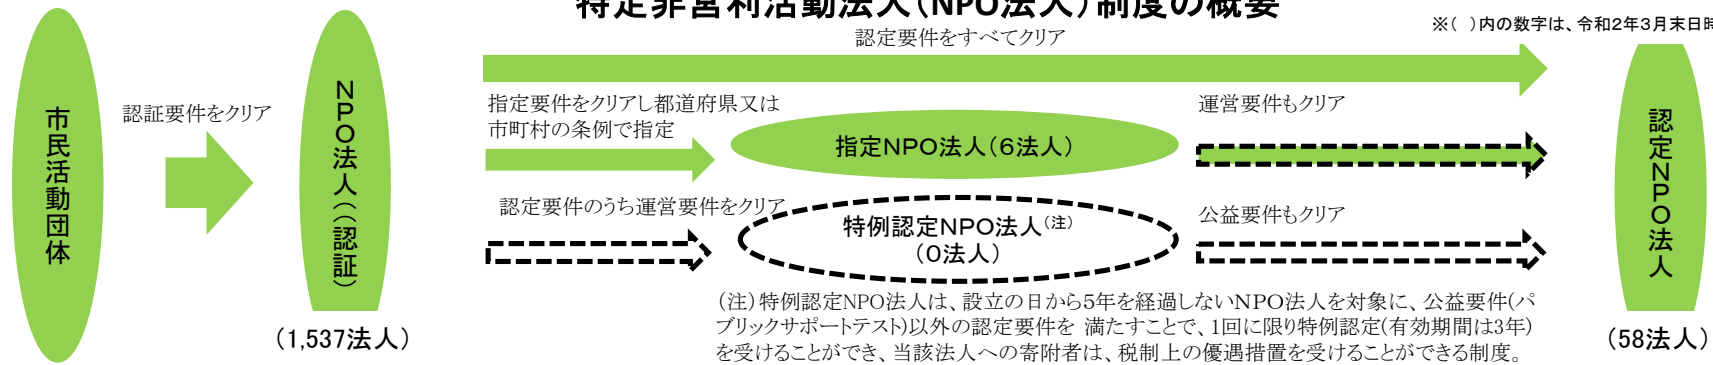 特定非営利活動法人（NPO法人）制度の概要
※（　）内の数字は、令和2年3月末日時
認定要件をすべてクリア
市民活動団体
認証要件をクリア
ＮＰＯ法人（（認証）
(1,537法人)
指定要件をクリアし都道府県又は
市町村の条例で指定
指定NPO法人（６法人）
運営要件もクリア
認定要件のうち運営要件をクリア
特例認定NPO法人（注）
（０法人）
公益要件もクリア
認定ＮＰＯ法人
(58法人)
（注）特例認定NPO法人は、設立の日から5年を経過しないNPO法人を対象に、公益要件(パ
ブリックサポートテスト)以外の認定要件を 満たすことで、1回に限り特例認定(有効期間は3年)
を受けることができ、当該法人への寄附者は、税制上の優遇措置を受けることができる制度。